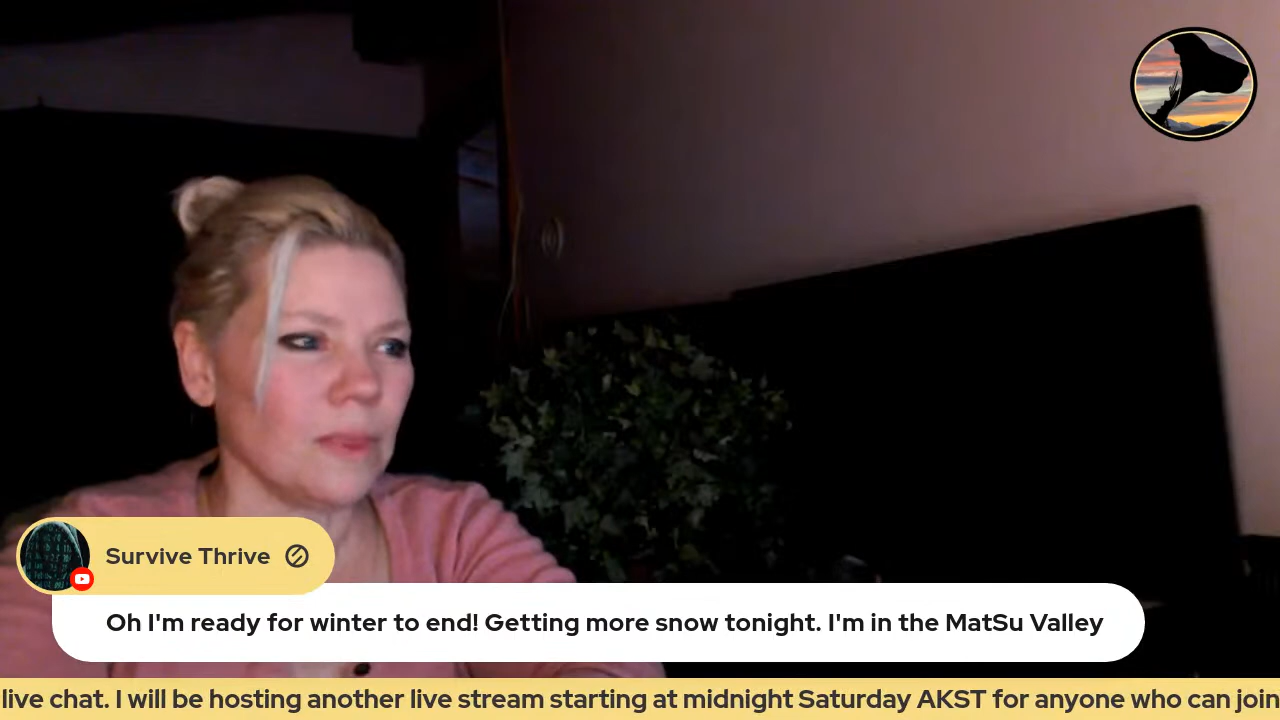 Survive Thrive
Oh I'm ready for winter to end! Getting more snow tonight. I'm in the MatSu Valley
live chat. I will be hosting another live stream starting at midnight Saturday AKST for anyone who can join